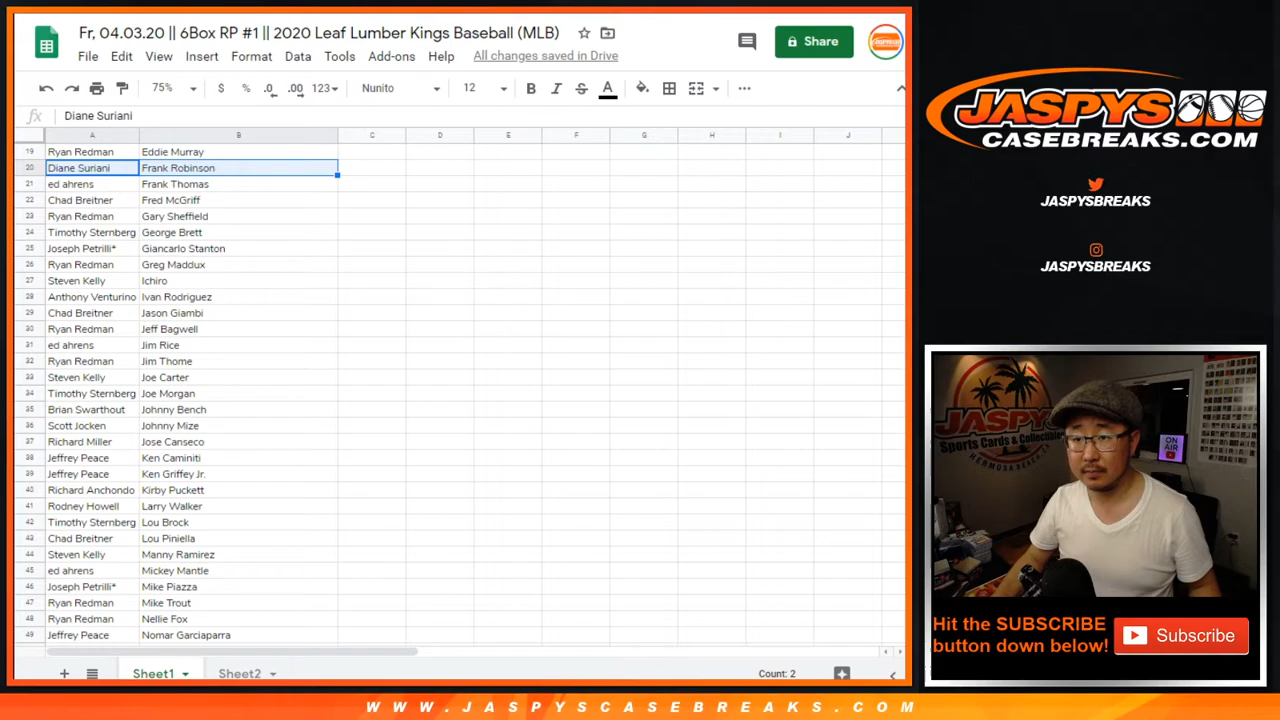 Fr, 04.03.20 || 6Box RP #1 || 2020 Leaf Lumber Kings Baseball (MLB)
File Edit View Insert Format Data Tools Add-ons Help All changes saved in Drive
Share
75% $ % .0 .00 123 Nunito 12 B I S A
fx Diane Suriani
A B C D E F G H I J
19 Ryan Redman Eddie Murray
20 Diane Suriani Frank Robinson
21 ed ahrens Frank Thomas
22 Chad Breitner Fred McGriff
23 Ryan Redman Gary Sheffield
24 Timothy Sternberg George Brett
25 Joseph Petrilli* Giancarlo Stanton
26 Ryan Redman Greg Maddux
27 Steven Kelly Ichiro
28 Anthony Venturino Ivan Rodriguez
29 Chad Breitner Jason Giambi
30 Ryan Redman Jeff Bagwell
31 ed ahrens Jim Rice
32 Ryan Redman Jim Thome
33 Steven Kelly Joe Carter
34 Timothy Sternberg Joe Morgan
35 Brian Swarthout Johnny Bench
36 Scott Jocken Johnny Mize
37 Richard Miller Jose Canseco
38 Jeffrey Peace Ken Caminiti
39 Jeffrey Peace Ken Griffey Jr.
40 Richard Anchondo Kirby Puckett
41 Rodney Howell Larry Walker
42 Timothy Sternberg Lou Brock
43 Chad Breitner Lou Piniella
44 Steven Kelly Manny Ramirez
45 ed ahrens Mickey Mantle
46 Joseph Petrilli* Mike Piazza
47 Ryan Redman Mike Trout
48 Ryan Redman Nellie Fox
49 Jeffrey Peace Nomar Garciaparra
Sheet1 Sheet2 Count: 2
JASPYS
CASEBREAKS.COM
JASPYSBREAKS
JASPYSBREAKS
JASPYS
Sports Cards & Collectibles
HERMOSA BEACH, CA
ON
AIR
Hit the SUBSCRIBE
button down below!
Subscribe
WWW.JASPYSCASEBREAKS.COM